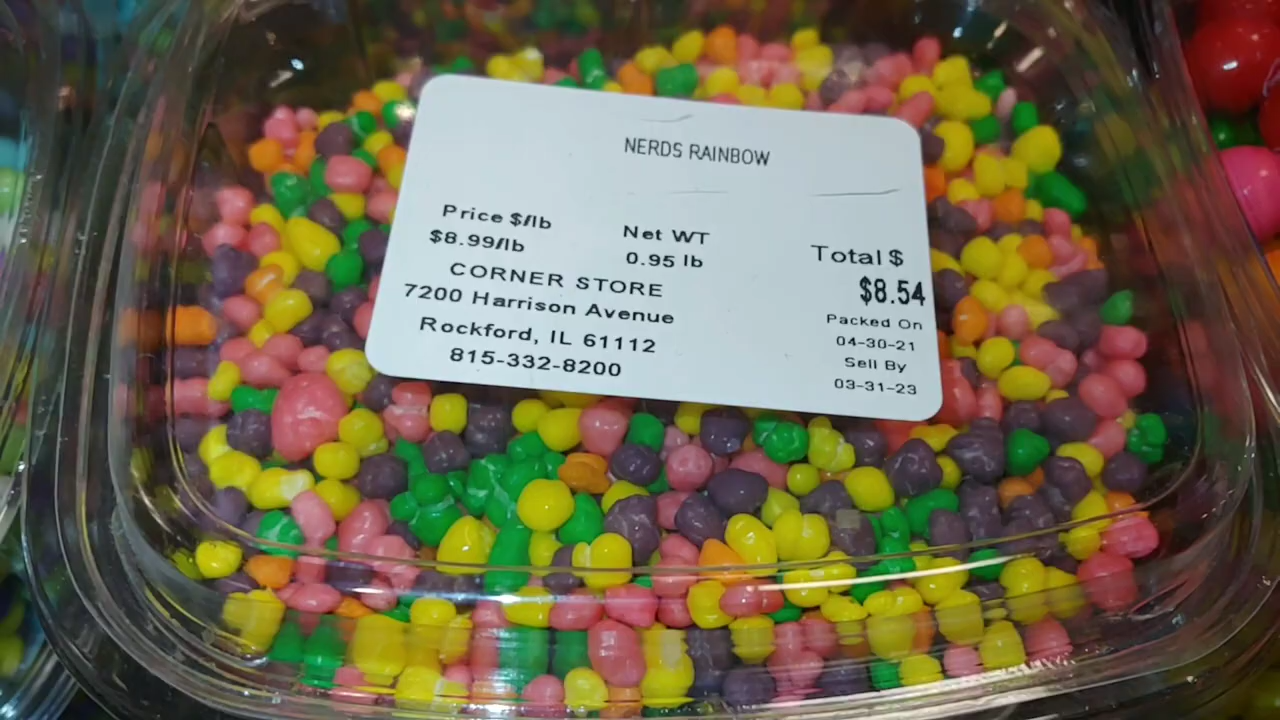 NERDS RAINBOW
Price $/lb
$8.99/lb
Net WT
0.95 lb
Total $
$8.54
CORNER STORE
7200 Harrison Avenue
Rockford, IL 61112
815-332-8200
Packed On
04-30-21
Sell By
03-31-23